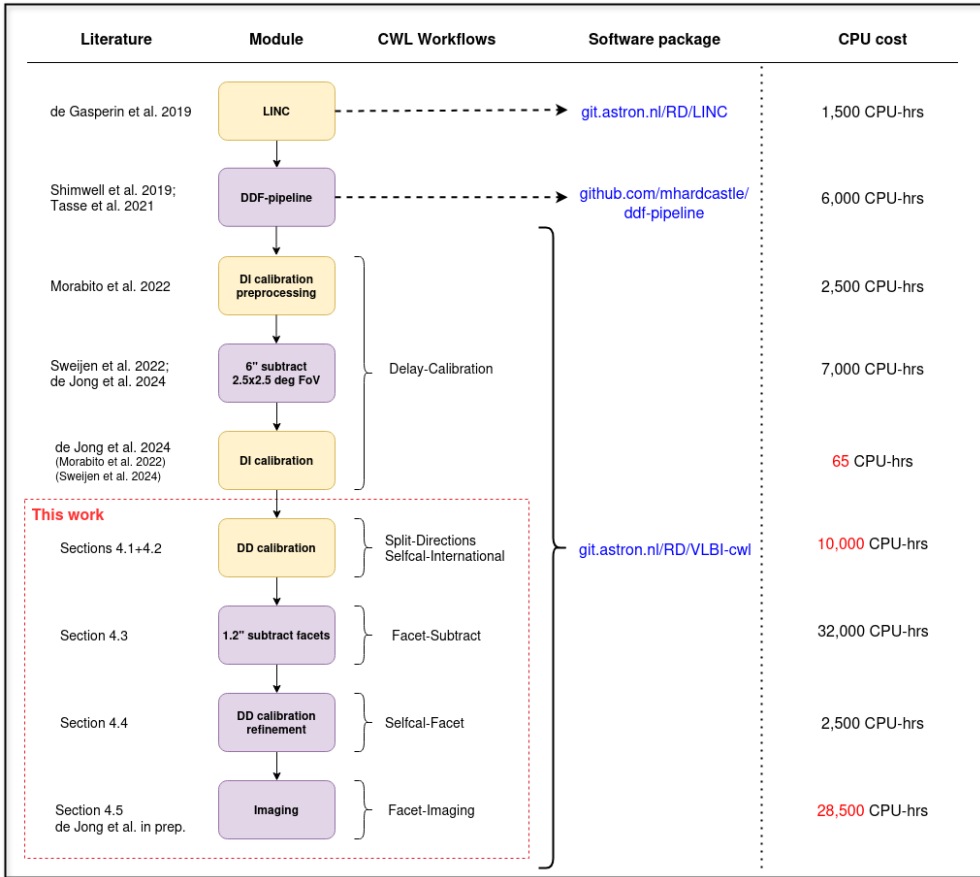 Literature
Module
CWL Workflows
Software package
CPU cost
de Gasperin et al. 2019
LINC
git.astron.nl/RD/LINC
1,500 CPU-hrs
Shimwell et al. 2019;
Tasse et al. 2021
DDF-pipeline
github.com/mhardcastle/
ddf-pipeline
6,000 CPU-hrs
Morabito et al. 2022
DI calibration
preprocessing
2,500 CPU-hrs
Sweijen et al. 2022;
de Jong et al. 2024
6" subtract
2.5x2.5 deg FoV
Delay-Calibration
7,000 CPU-hrs
de Jong et al. 2024
(Morabito et al. 2022)
(Sweijen et al. 2024)
DI calibration
65 CPU-hrs
This work
Sections 4.1+4.2
DD calibration
Split-Directions
Selfcal-International
git.astron.nl/RD/VLBI-cwl
10,000 CPU-hrs
Section 4.3
1.2" subtract facets
Facet-Subtract
32,000 CPU-hrs
Section 4.4
DD calibration
refinement
Selfcal-Facet
2,500 CPU-hrs
Section 4.5
de Jong et al. in prep.
Imaging
Facet-Imaging
28,500 CPU-hrs